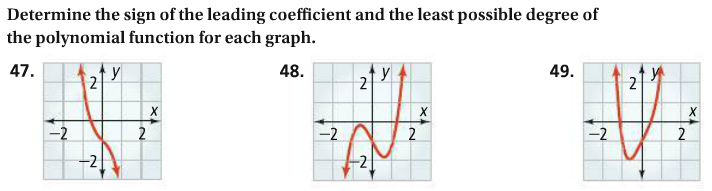 Determine the sign of the leading coefficient and the least possible degree of
the polynomial function for each graph.
47.
y
2
x
-2
2
-2
48.
y
2
x
-2
2
-2
49.
y
2
x
-2
2